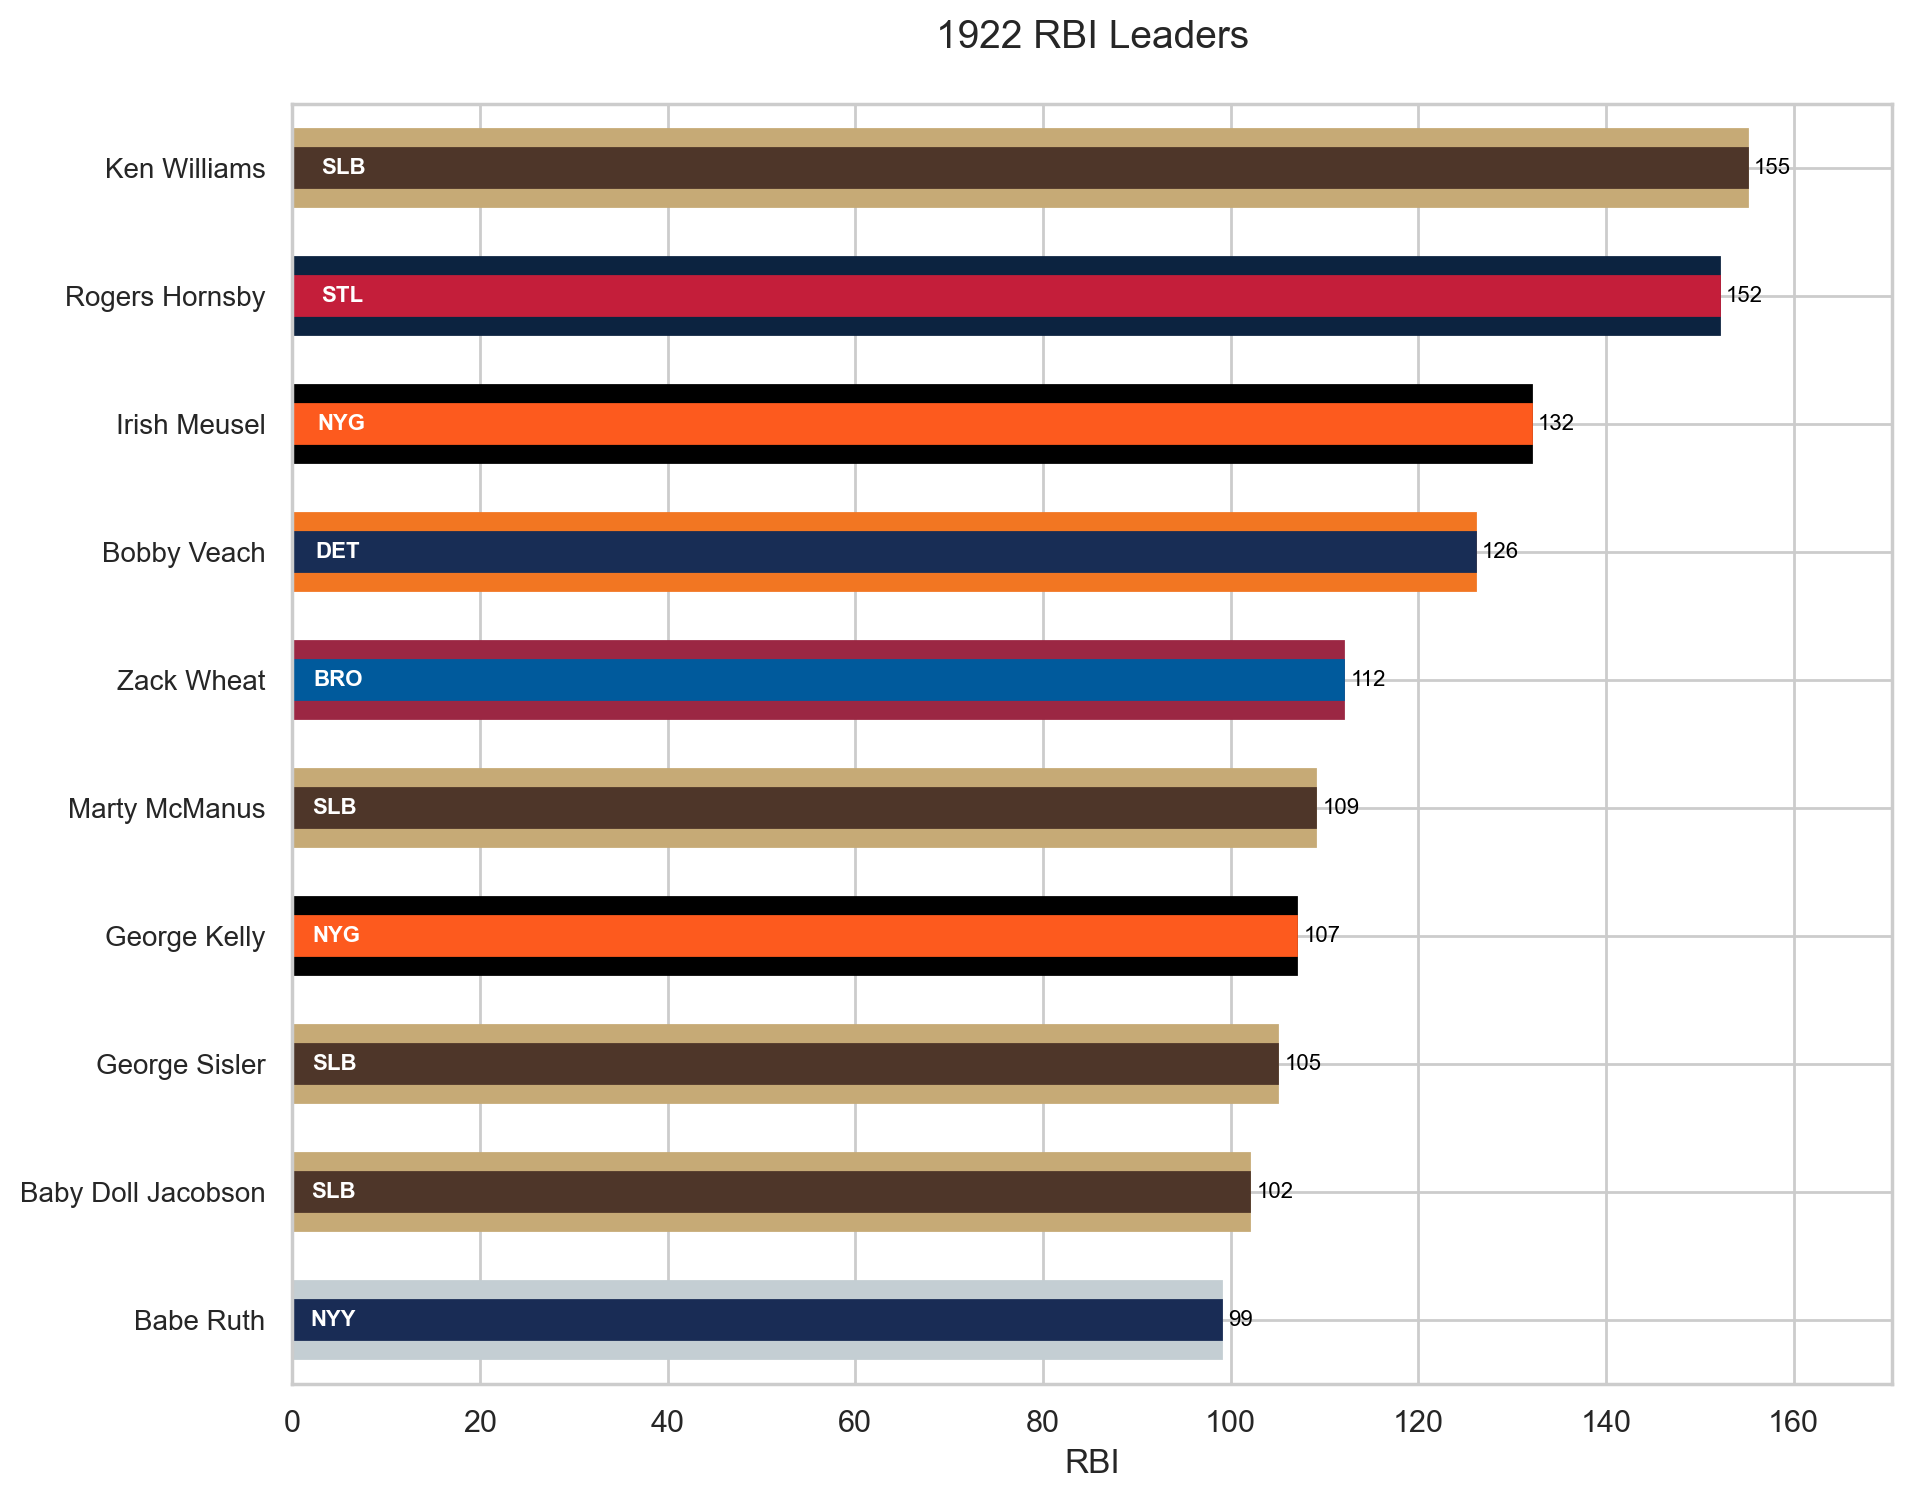 1922 RBI Leaders
Ken Williams SLB 155
Rogers Hornsby STL 152
Irish Meusel NYG 132
Bobby Veach DET 126
Zack Wheat BRO 112
Marty McManus SLB 109
George Kelly NYG 107
George Sisler SLB 105
Baby Doll Jacobson SLB 102
Babe Ruth NYY 99
0 20 40 60 80 100 120 140 160
RBI